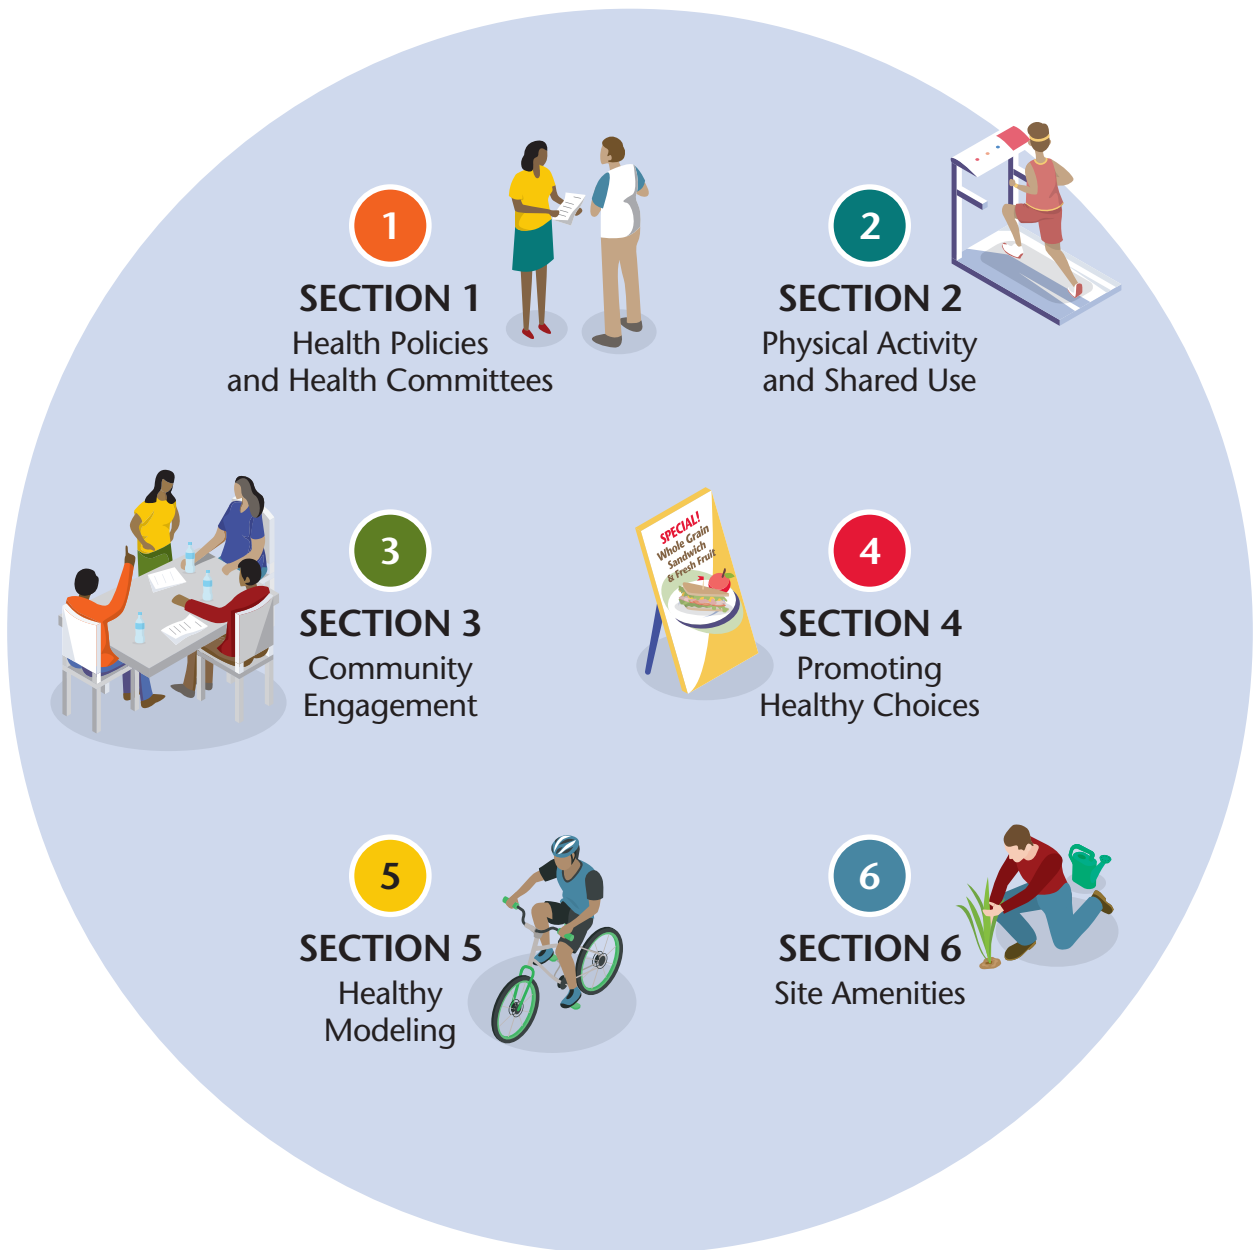 1
SECTION 1
Health Policies
and Health Committees
2
SECTION 2
Physical Activity
and Shared Use
3
SECTION 3
Community
Engagement
SPECIAL!
Whole Grain
Sandwich
& Fresh Fruit
4
SECTION 4
Promoting
Healthy Choices
5
SECTION 5
Healthy
Modeling
6
SECTION 6
Site Amenities